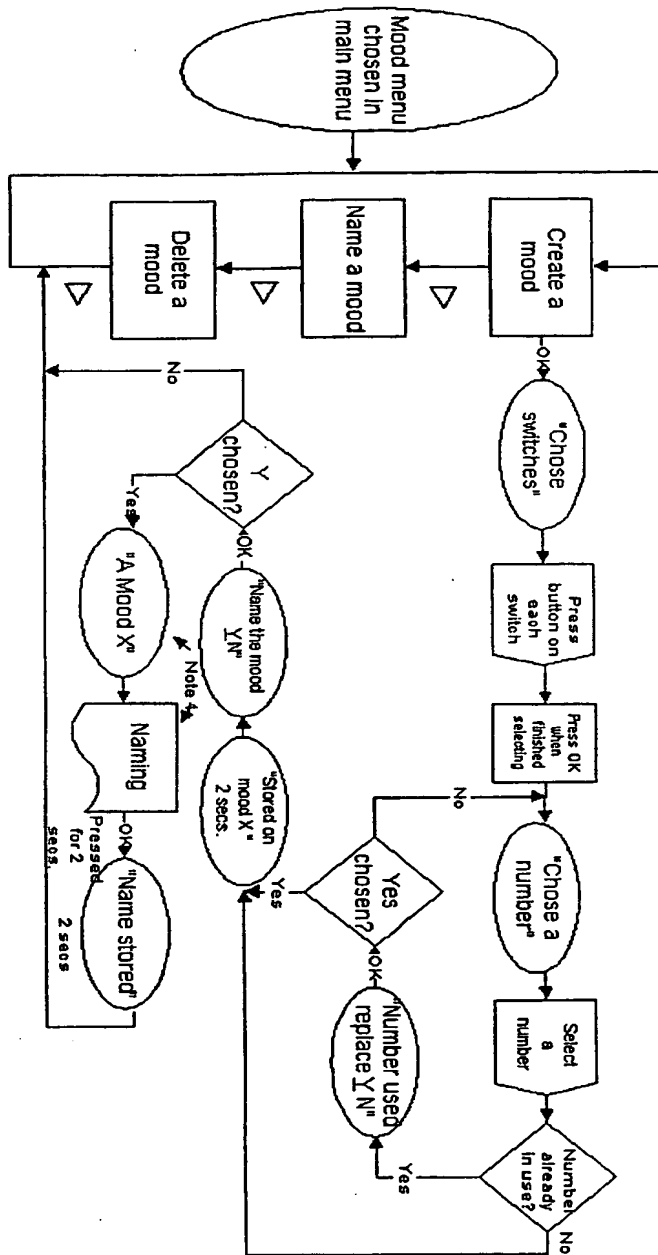 Mood menu
chosen in
main menu
Create a
mood
OK
"Chose
switches"
Press
button on
each
switch
Press OK
when
finished
selecting
"Chose a
number"
Select
a
number
Number
already
in use?
No
Yes
"Number used
replace Y N"
OK
Yes
chosen?
No
Yes
"Stored on
mood X"
2 secs.
"Name the
mood
Y N"
OK
Y
chosen?
No
Yes
"A Mood X"
Note 4
Naming
OK
Pressed
for 2
secs.
"Name stored"
2 secs
Name a mood
Delete a
mood